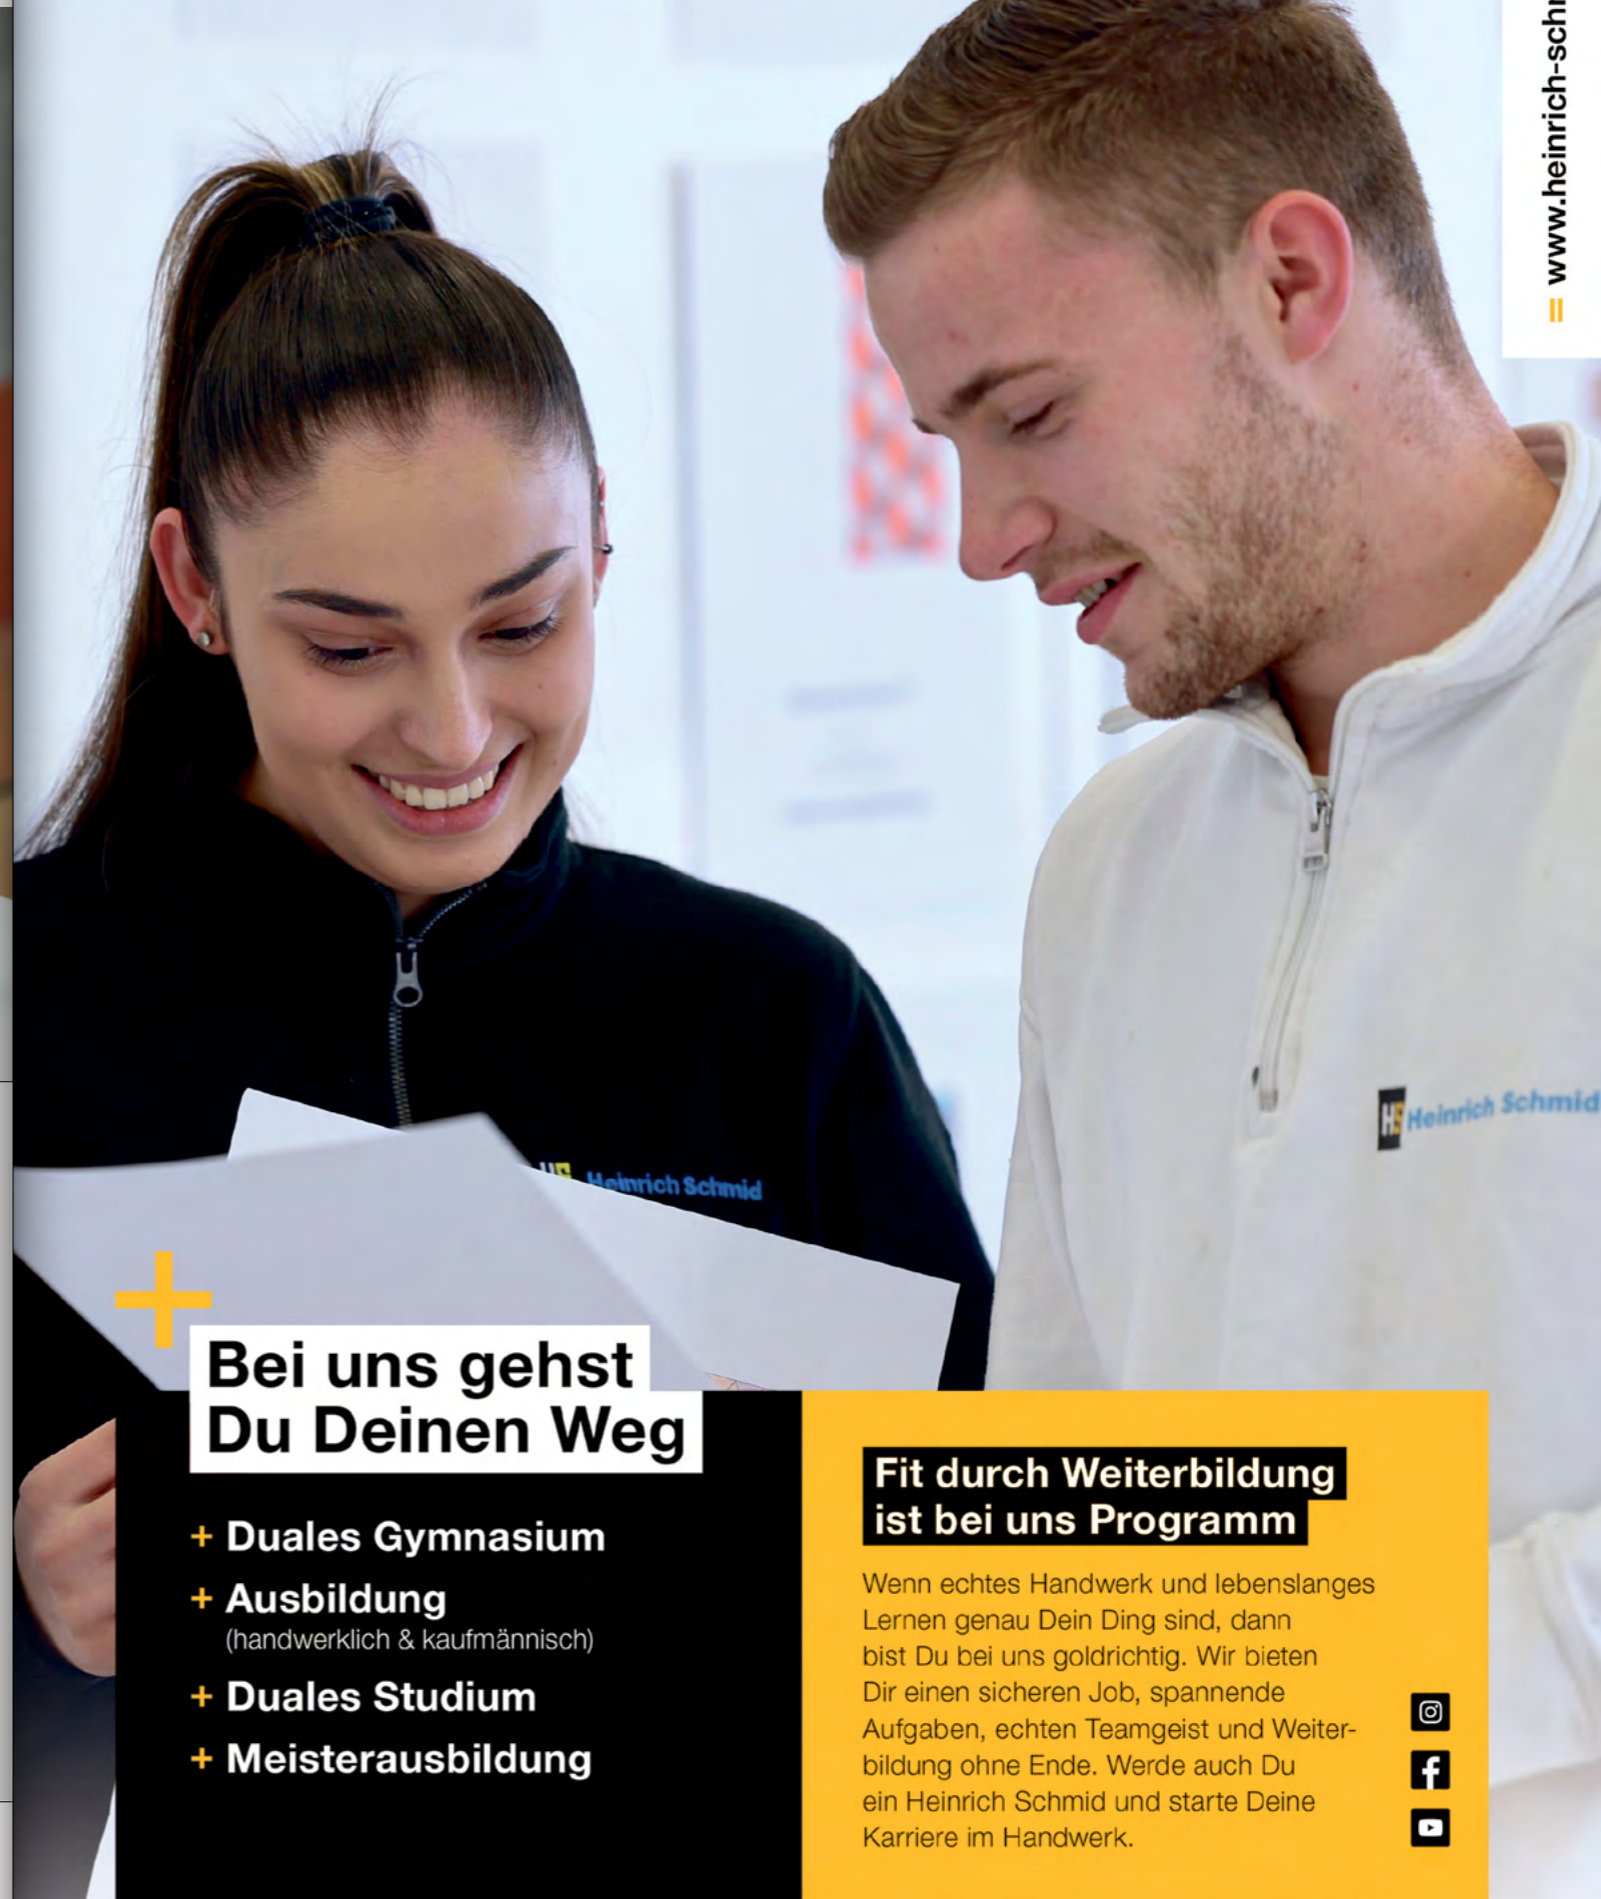 = www.heinrich-sch
Heinrich Schmid
HS Heinrich Schmid
Bei uns gehst
Du Deinen Weg
+ Duales Gymnasium
+ Ausbildung
(handwerklich & kaufmännisch)
+ Duales Studium
+ Meisterausbildung
Fit durch Weiterbildung
ist bei uns Programm
Wenn echtes Handwerk und lebenslanges
Lernen genau Dein Ding sind, dann
bist Du bei uns goldrichtig. Wir bieten
Dir einen sicheren Job, spannende
Aufgaben, echten Teamgeist und Weiter-
bildung ohne Ende. Werde auch Du
ein Heinrich Schmid und starte Deine
Karriere im Handwerk.